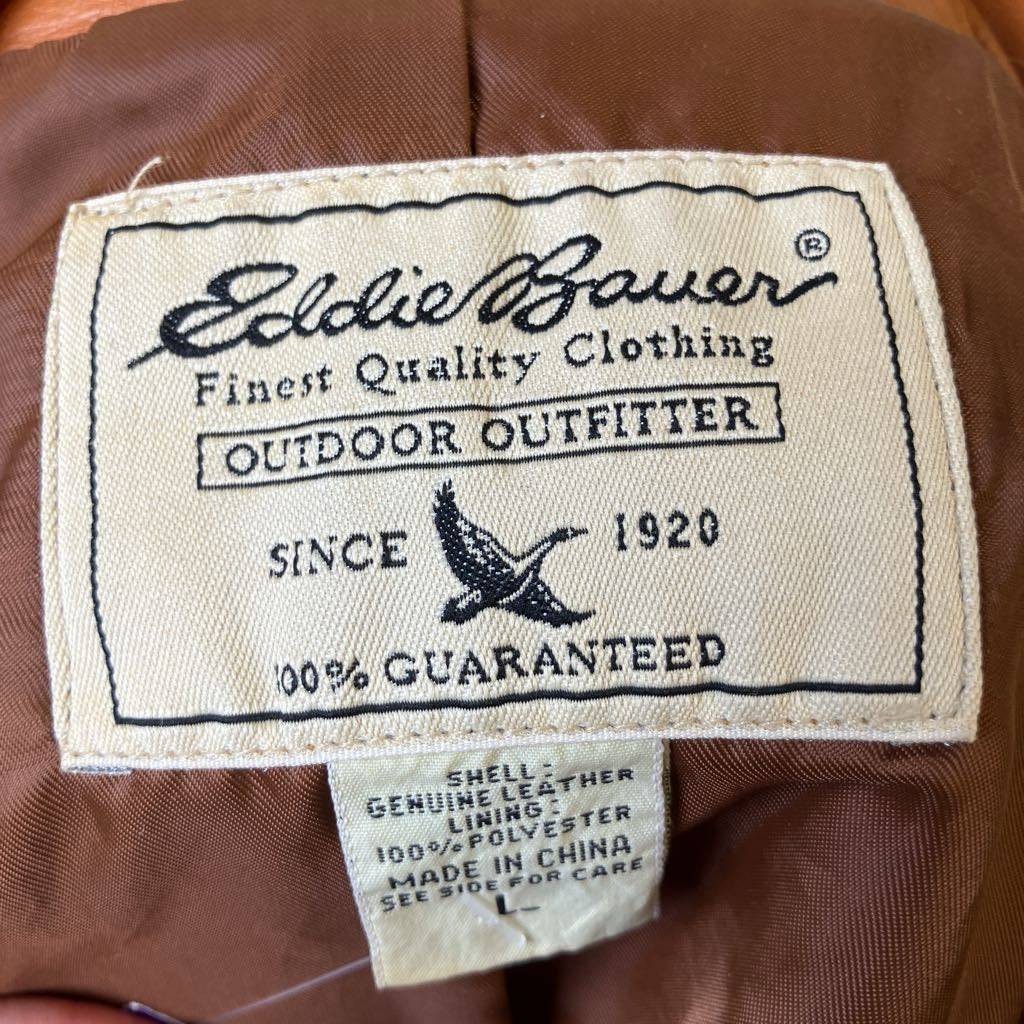 Eddie Bauer®
Finest Quality Clothing
OUTDOOR OUTFITTER
SINCE 1920
100% GUARANTEED
SHELL:
GENUINE LEATHER
LINING:
100% POLYESTER
MADE IN CHINA
SEE SIDE FOR CARE
L